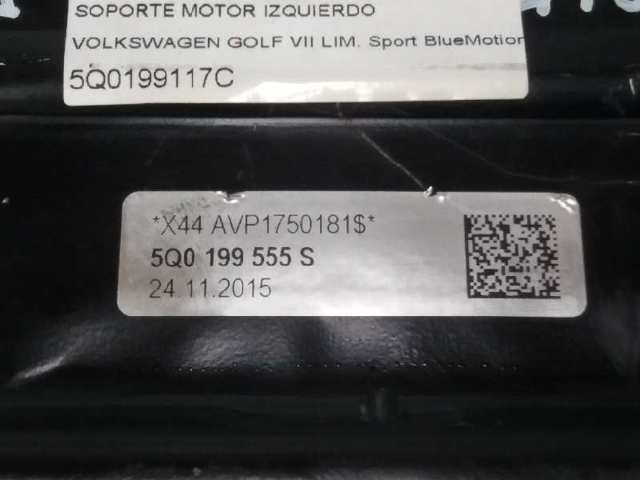 SOPORTE MOTOR IZQUIERDO
VOLKSWAGEN GOLF VII LIM. Sport BlueMotion
5Q0199117C
*X44 AVP1750181$*
5Q0 199 555 S
24.11.2015